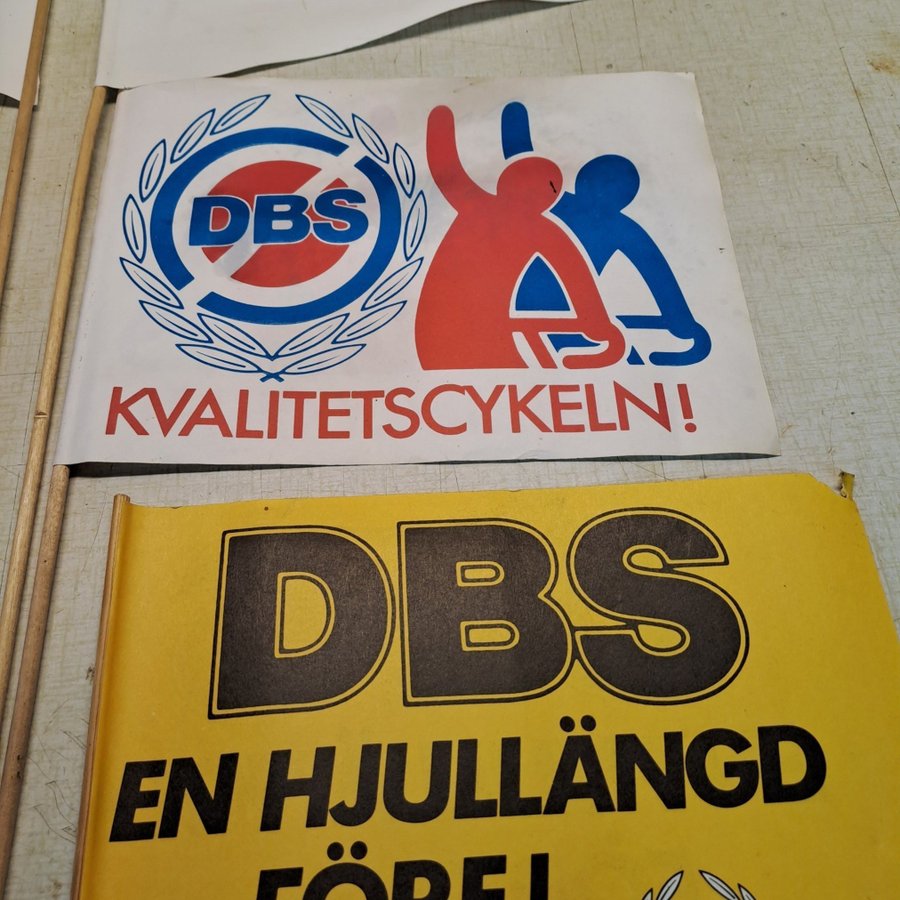 DBS
KVALITETSCYKELN!
DBS
EN HJULLÄNGD